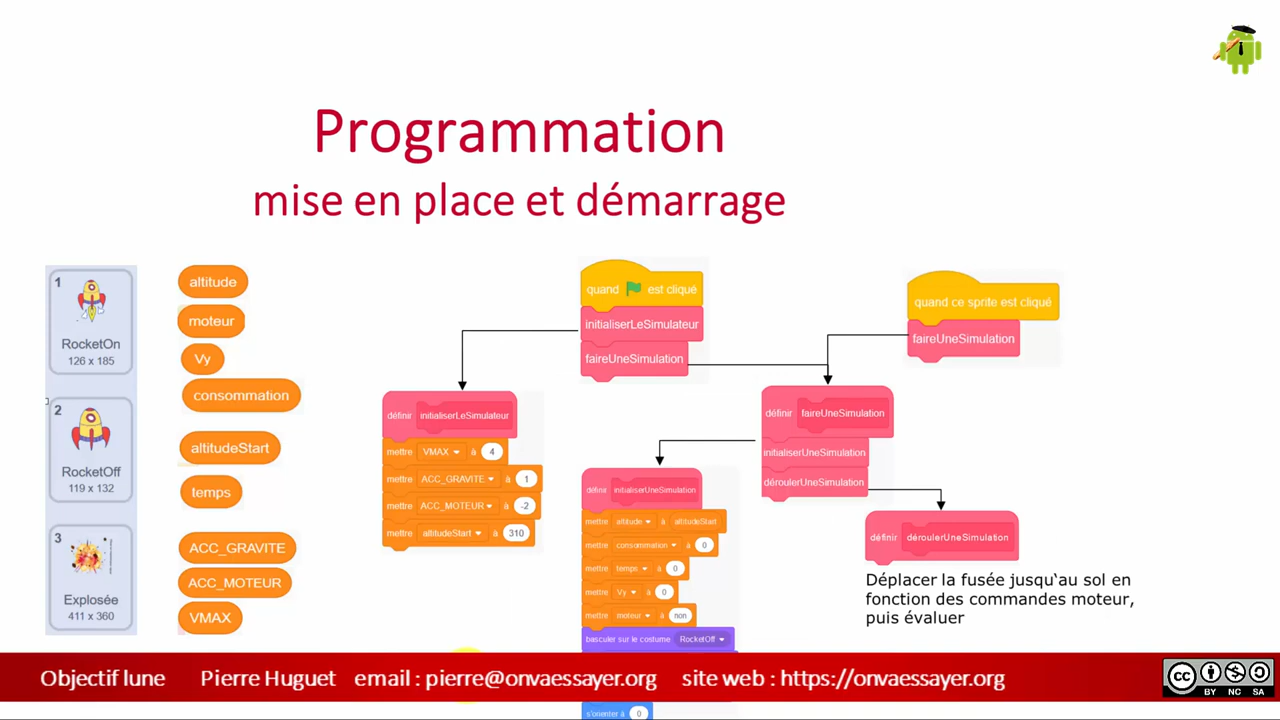 Programmation
mise en place et démarrage
1
RocketOn
126 x 185
2
RocketOff
119 x 132
3
Explosée
411 x 360
altitude
moteur
Vy
consommation
altitudeStart
temps
ACC_GRAVITE
ACC_MOTEUR
VMAX
quand est cliqué
initialiserLeSimulateur
faireUneSimulation
quand ce sprite est cliqué
faireUneSimulation
définir initialiserLeSimulateur
mettre VMAX à 4
mettre ACC_GRAVITE à 1
mettre ACC_MOTEUR à -2
mettre altitudeStart à 310
définir faireUneSimulation
initialiserUneSimulation
déroulerUneSimulation
définir initialiserUneSimulation
mettre altitude à altitudeStart
mettre consommation à 0
mettre temps à 0
mettre Vy à 0
mettre moteur à non
basculer sur le costume RocketOff
s'orienter à 0
définir déroulerUneSimulation
Déplacer la fusée jusqu'au sol en
fonction des commandes moteur,
puis évaluer
Objectif lune Pierre Huguet email : pierre@onvaessayer.org site web : https://onvaessayer.org
CC BY NC SA